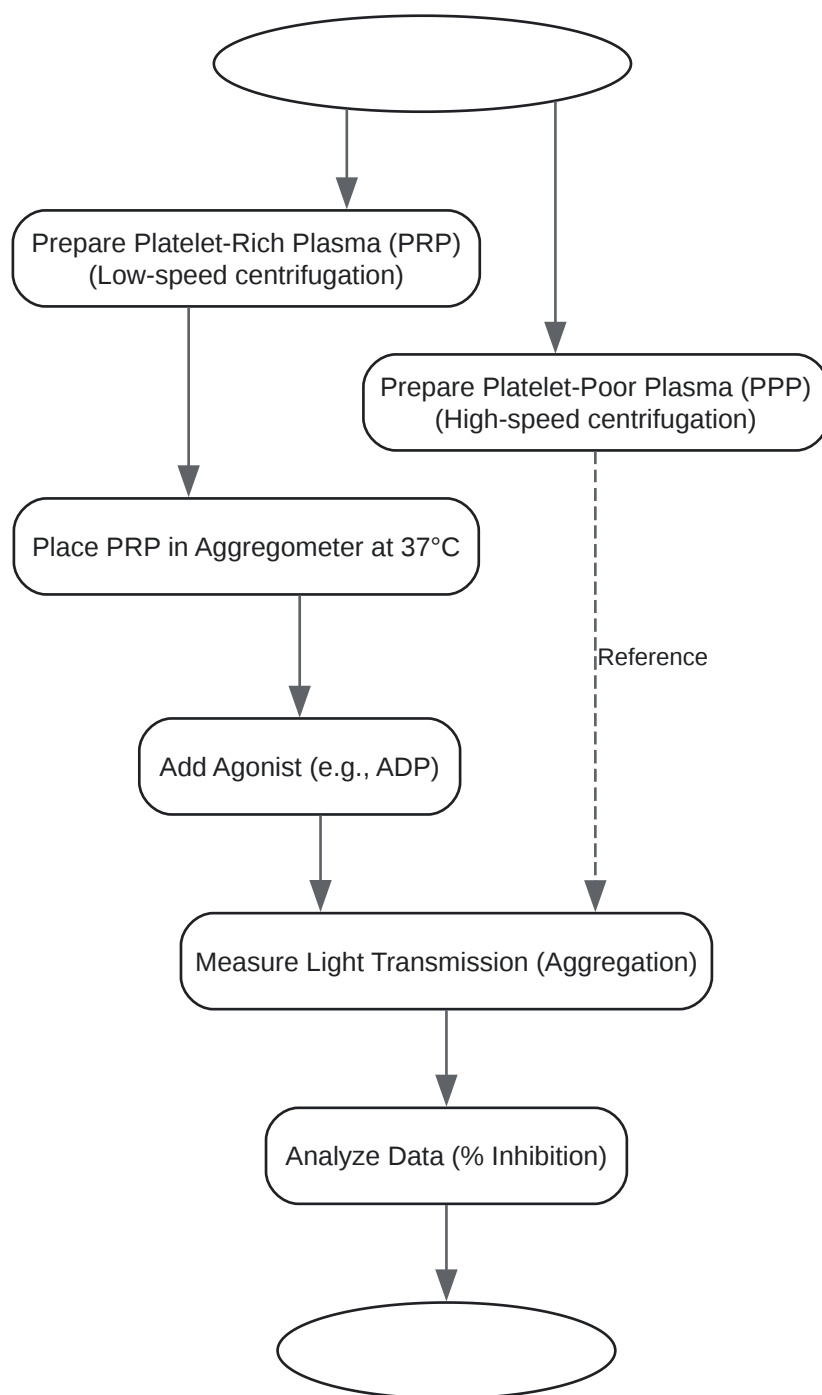 Prepare Platelet-Rich Plasma (PRP)
(Low-speed centrifugation)
Prepare Platelet-Poor Plasma (PPP)
(High-speed centrifugation)
Place PRP in Aggregometer at 37°C
Reference
Add Agonist (e.g., ADP)
Measure Light Transmission (Aggregation)
Analyze Data (% Inhibition)